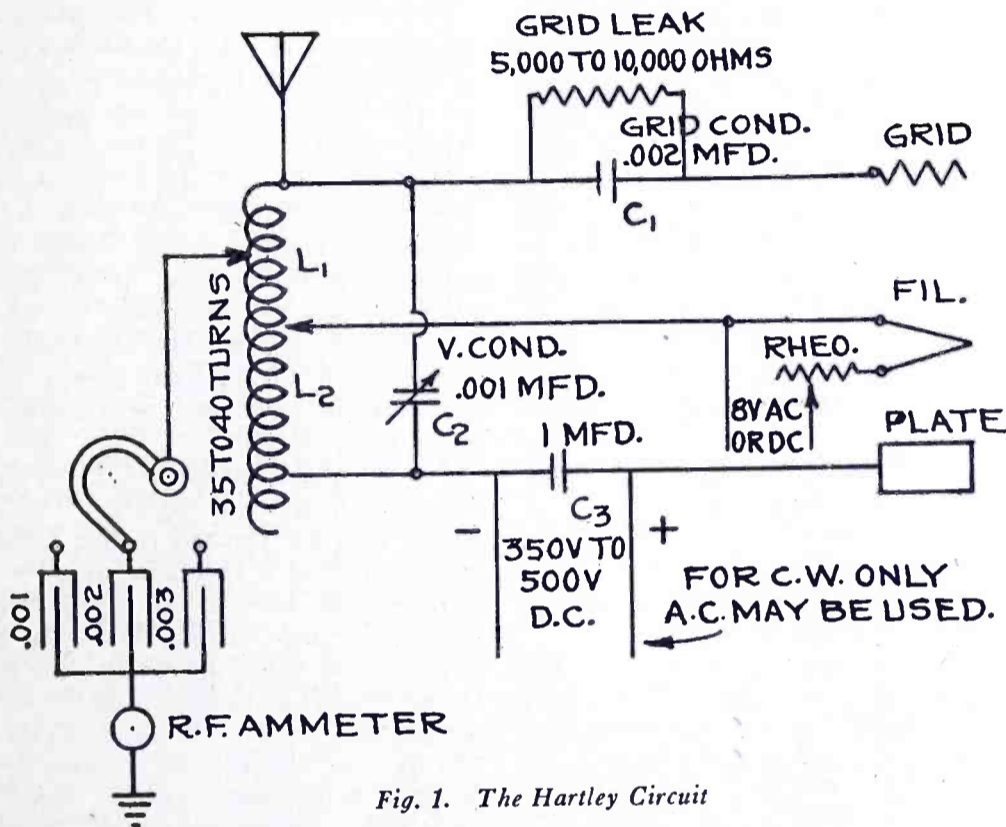 GRID LEAK
5,000 TO 10,000 OHMS
GRID COND.
.002 MFD.
C1
GRID
35 TO 40 TURNS
L1
L2
V. COND.
.001 MFD.
C2
FIL.
RHEO.
8V AC
OR DC
PLATE
1 MFD.
C3
-
+
350V TO
500V
D.C.
FOR C.W. ONLY
A.C. MAY BE USED.
.001
.002
.003
R.F. AMMETER
Fig. 1. The Hartley Circuit